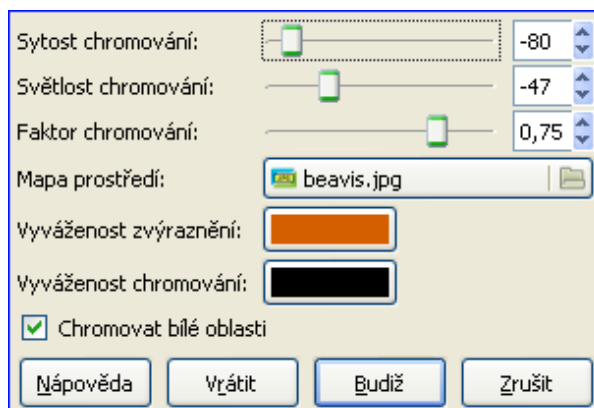 Sytost chromování: -80
Světlost chromování: -47
Faktor chromování: 0,75
Mapa prostředí: beavis.jpg
Vyváženost zvýraznění:
Vyváženost chromování:
Chromovat bílé oblasti
Nápověda Vrátit Budiž Zrušit